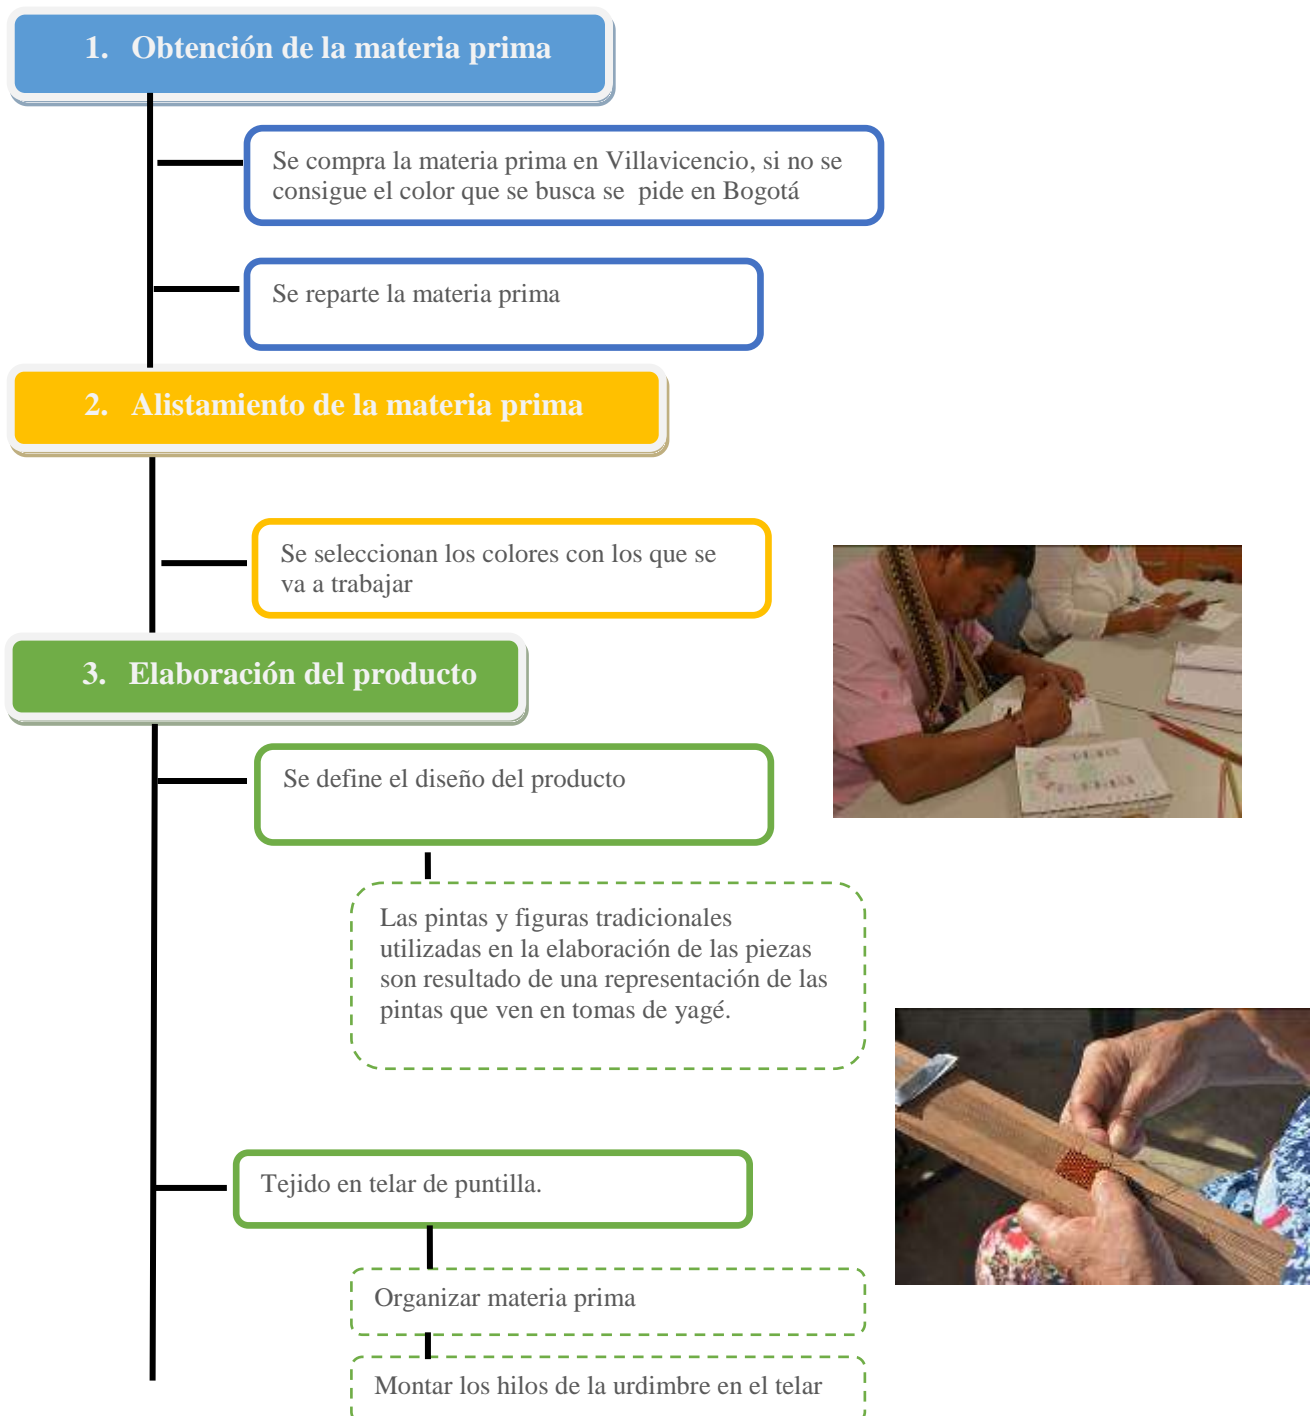 1. Obtención de la materia prima
Se compra la materia prima en Villavicencio, si no se
consigue el color que se busca se pide en Bogotá
Se reparte la materia prima
2. Alistamiento de la materia prima
Se seleccionan los colores con los que se
va a trabajar
3. Elaboración del producto
Se define el diseño del producto
Las pintas y figuras tradicionales
utilizadas en la elaboración de las piezas
son resultado de una representación de las
pintas que ven en tomas de yagé.
Tejido en telar de puntilla.
Organizar materia prima
Montar los hilos de la urdimbre en el telar